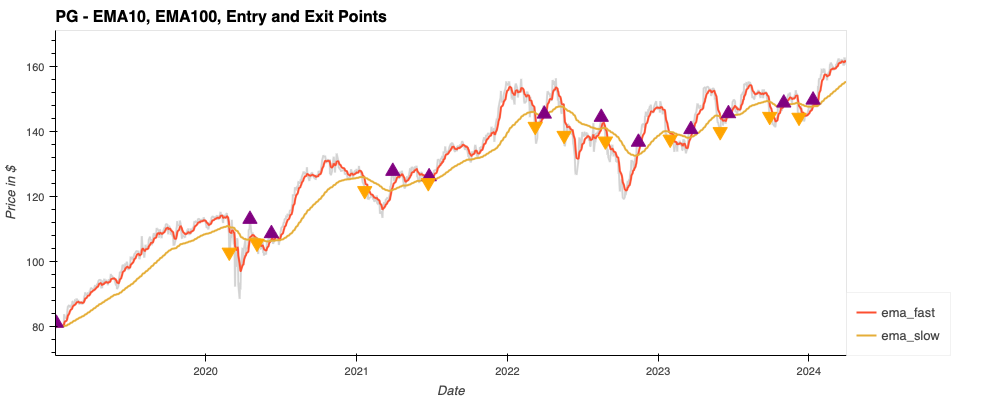 PG - EMA10, EMA100, Entry and Exit Points
Price in $
160
140
120
100
80
2020
2021
2022
2023
2024
Date
ema_fast
ema_slow